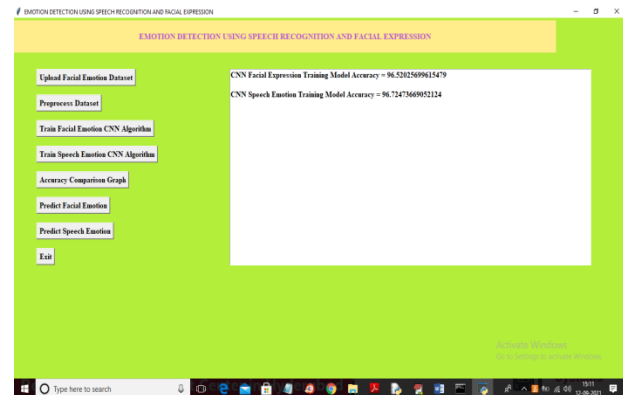 EMOTION DETECTION USING SPEECH RECOGNITION AND FACIAL EXPRESSION
EMOTION DETECTION USING SPEECH RECOGNITION AND FACIAL EXPRESSION
Upload Facial Emotion Dataset
Preprocess Dataset
Train Facial Emotion CNN Algorithm
Train Speech Emotion CNN Algorithm
Accuracy Comparison Graph
Predict Facial Emotion
Predict Speech Emotion
Exit
CNN Facial Expression Training Model Accuracy = 96.52025699615479
CNN Speech Emotion Training Model Accuracy = 96.72473669052124
Activate Windows
Go to Settings to activate Windows.
Type here to search
15:11
12-09-2021